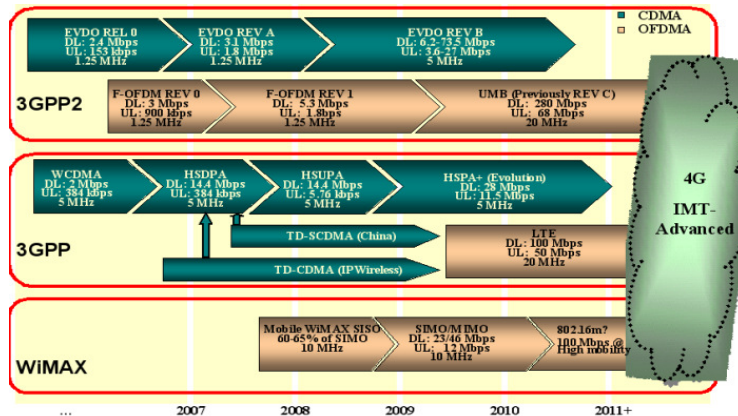 CDMA
OFDMA
EVDO REL 0
DL: 2.4 Mbps
UL: 153 kbps
1.25 MHz
EVDO REV A
DL: 3.1 Mbps
UL: 1.8 Mbps
1.25 MHz
EVDO REV B
DL: 6.2-73.5 Mbps
UL: 3.6-27 Mbps
5 MHz
3GPP2
F-OFDM REV 0
DL: 3 Mbps
UL: 900 kbps
1.25 MHz
F-OFDM REV 1
DL: 5.3 Mbps
UL: 1.8bps
1.25 MHz
UMB (Previously REV C)
DL: 280 Mbps
UL: 68 Mbps
20 MHz
WCDMA
DL: 2 Mbps
UL: 384 kbps
5 MHz
HSDPA
DL: 14.4 Mbps
UL: 384 kbps
5 MHz
HSUPA
DL: 14.4 Mbps
UL: 5.76 kbps
5 MHz
HSPA+ (Evolution)
DL: 28 Mbps
UL: 11.5 Mbps
5 MHz
3GPP
TD-SCDMA (China)
TD-CDMA (IPWireless)
LTE
DL: 100 Mbps
UL: 50 Mbps
20 MHz
4G
IMT-
Advanced
WiMAX
Mobile WiMAX SISO
60-65% of SIMO
10 MHz
SIMO/MIMO
DL: 23/46 Mbps
UL: 12 Mbps
10 MHz
802.16m?
100 Mbps @
High mobility
...
2007
2008
2009
2010
2011+